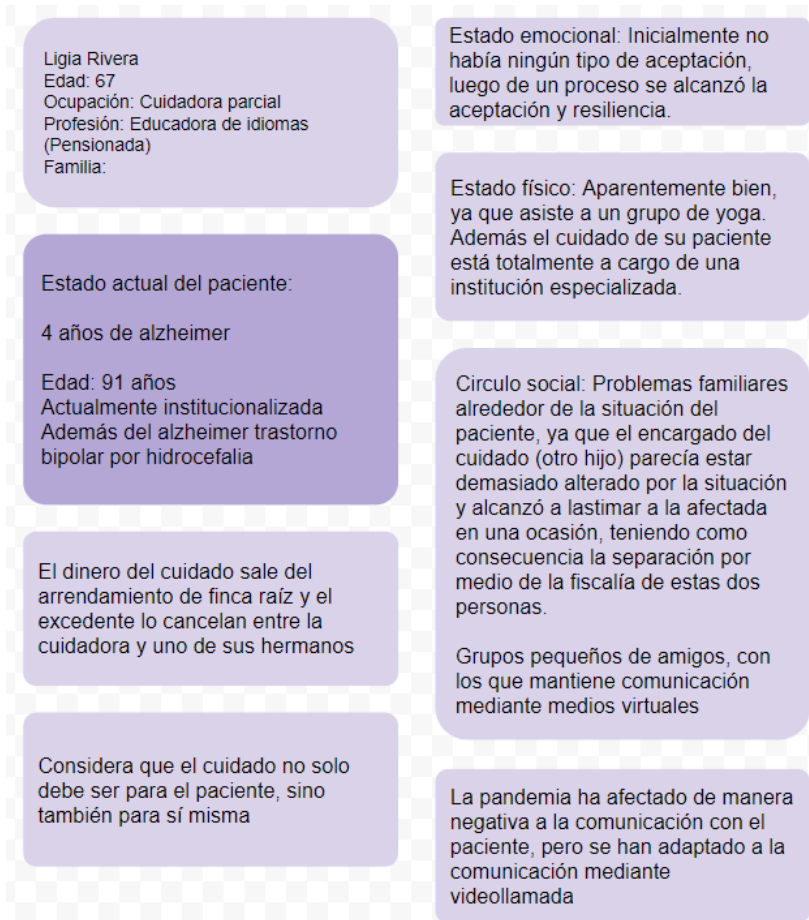 Ligia Rivera
Edad: 67
Ocupación: Cuidadora parcial
Profesión: Educadora de idiomas
(Pensionada)
Familia:
Estado actual del paciente:
4 años de alzheimer
Edad: 91 años
Actualmente institucionalizada
Además del alzheimer trastorno
bipolar por hidrocefalia
El dinero del cuidado sale del
arrendamiento de finca raíz y el
excedente lo cancelan entre la
cuidadora y uno de sus hermanos
Considera que el cuidado no solo
debe ser para el paciente, sino
también para sí misma
Estado emocional: Inicialmente no
había ningún tipo de aceptación,
luego de un proceso se alcanzó la
aceptación y resiliencia.
Estado físico: Aparentemente bien,
ya que asiste a un grupo de yoga.
Además el cuidado de su paciente
está totalmente a cargo de una
institución especializada.
Circulo social: Problemas familiares
alrededor de la situación del
paciente, ya que el encargado del
cuidado (otro hijo) parecía estar
demasiado alterado por la situación
y alcanzó a lastimar a la afectada
en una ocasión, teniendo como
consecuencia la separación por
medio de la fiscalía de estas dos
personas.
Grupos pequeños de amigos, con
los que mantiene comunicación
mediante medios virtuales
La pandemia ha afectado de manera
negativa a la comunicación con el
paciente, pero se han adaptado a la
comunicación mediante
videollamada